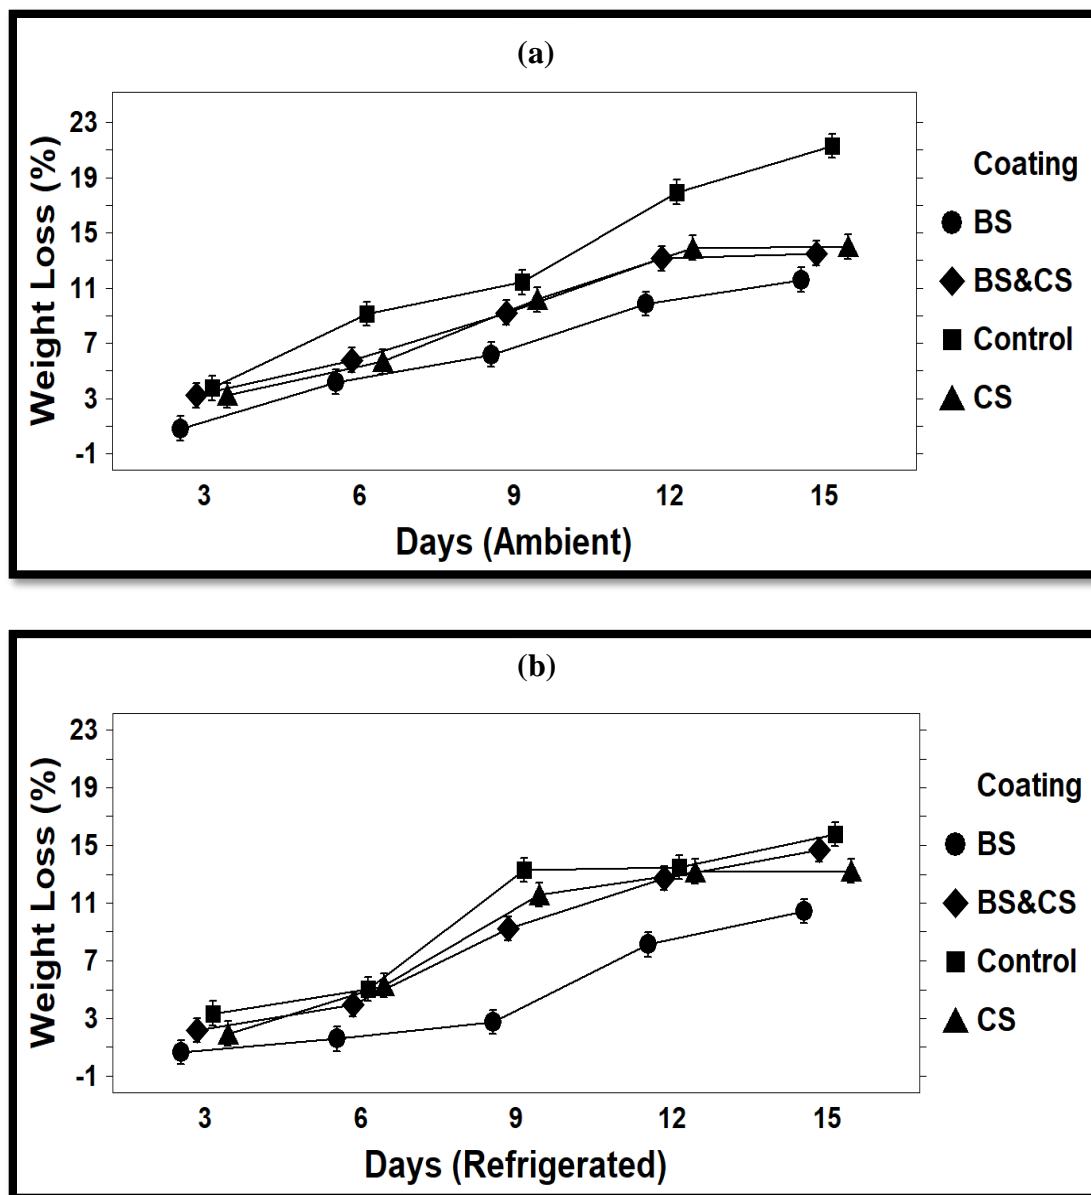 (a)
Weight Loss (%)
23
19
15
11
7
3
-1
3 6 9 12 15
Days (Ambient)
Coating
BS
BS&CS
Control
CS
(b)
Weight Loss (%)
23
19
15
11
7
3
-1
3 6 9 12 15
Days (Refrigerated)
Coating
BS
BS&CS
Control
CS